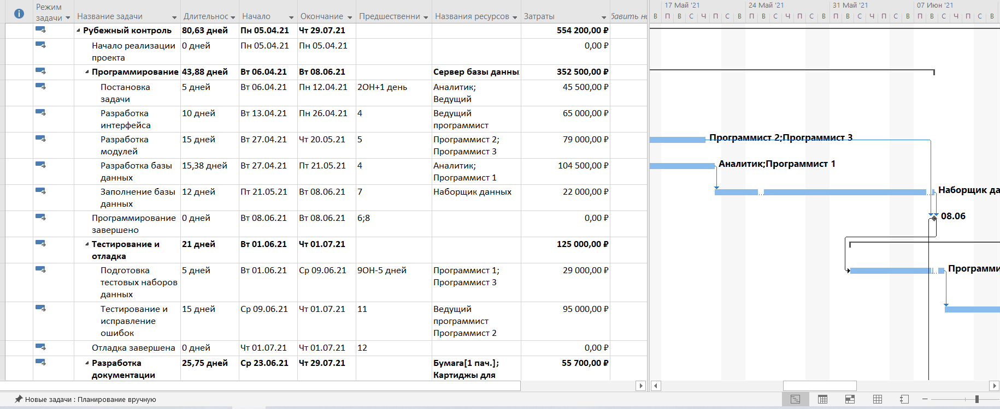 Режим задачи Название задачи Длительнос Начало Окончание Предшественни Названия ресурсов Затраты бавить но
17 Май '21 24 Май '21 31 Май '21 07 Июн '21
В П В С Ч П С В П В С Ч П С В П В С Ч П С В П В С Ч П С В
Рубежный контроль 80,63 дней Пн 05.04.21 Чт 29.07.21 554 200,00 ₽
Начало реализации проекта 0 дней Пн 05.04.21 Пн 05.04.21 0,00 ₽
Программирование 43,88 дней Вт 06.04.21 Вт 08.06.21 Сервер базы данны 352 500,00 ₽
Постановка задачи 5 дней Вт 06.04.21 Пн 12.04.21 2ОН+1 день Аналитик; Ведущий 45 500,00 ₽
Разработка интерфейса 10 дней Вт 13.04.21 Пн 26.04.21 4 Ведущий программист 65 000,00 ₽
Разработка модулей 15 дней Вт 27.04.21 Чт 20.05.21 5 Программист 2; Программист 3 79 000,00 ₽ Программист 2;Программист 3
Разработка базы данных 15,38 дней Вт 27.04.21 Пт 21.05.21 4 Аналитик; Программист 1 104 500,00 ₽ Аналитик;Программист 1
Заполнение базы данных 12 дней Пт 21.05.21 Вт 08.06.21 7 Наборщик данных 22 000,00 ₽ Наборщик да
Программирование завершено 0 дней Вт 08.06.21 Вт 08.06.21 6;8 0,00 ₽ 08.06
Тестирование и отладка 21 дней Вт 01.06.21 Чт 01.07.21 125 000,00 ₽
Подготовка тестовых наборов данных 5 дней Вт 01.06.21 Ср 09.06.21 9ОН-5 дней Программист 1; Программист 3 29 000,00 ₽ Программи
Тестирование и исправление ошибок 15 дней Ср 09.06.21 Чт 01.07.21 11 Ведущий программист Программист 2 95 000,00 ₽
Отладка завершена 0 дней Чт 01.07.21 Чт 01.07.21 12 0,00 ₽
Разработка документации 25,75 дней Ср 23.06.21 Чт 29.07.21 Бумага[1 пач.]; Картиджы для 55 700,00 ₽
Новые задачи : Планирование вручную